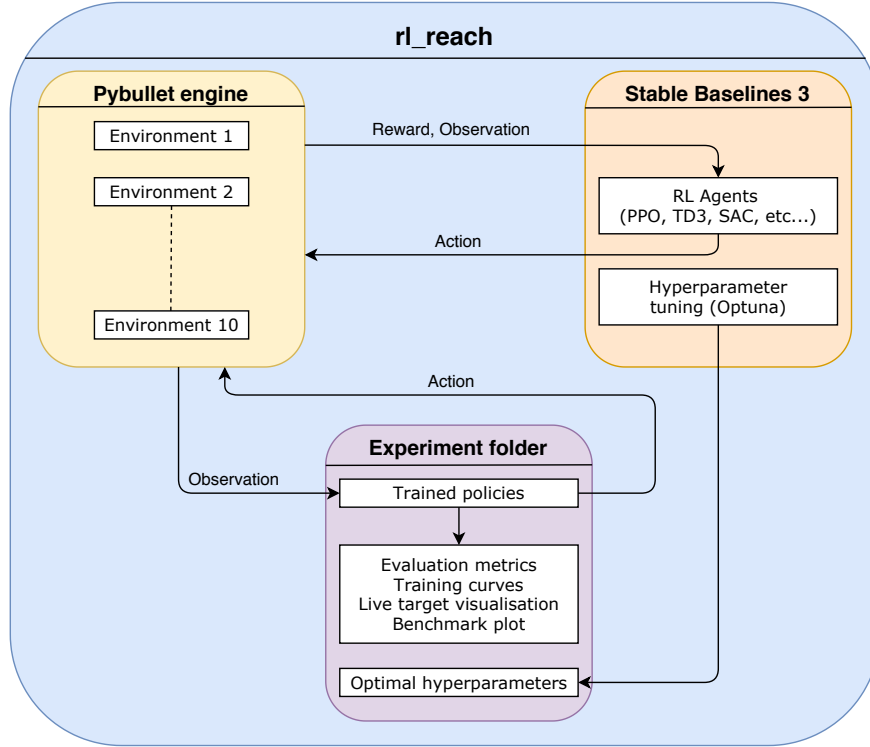 rl_reach
Pybullet engine
Environment 1
Environment 2
Environment 10
Reward, Observation
Action
Stable Baselines 3
RL Agents
(PPO, TD3, SAC, etc...)
Hyperparameter
tuning (Optuna)
Action
Observation
Experiment folder
Trained policies
Evaluation metrics
Training curves
Live target visualisation
Benchmark plot
Optimal hyperparameters